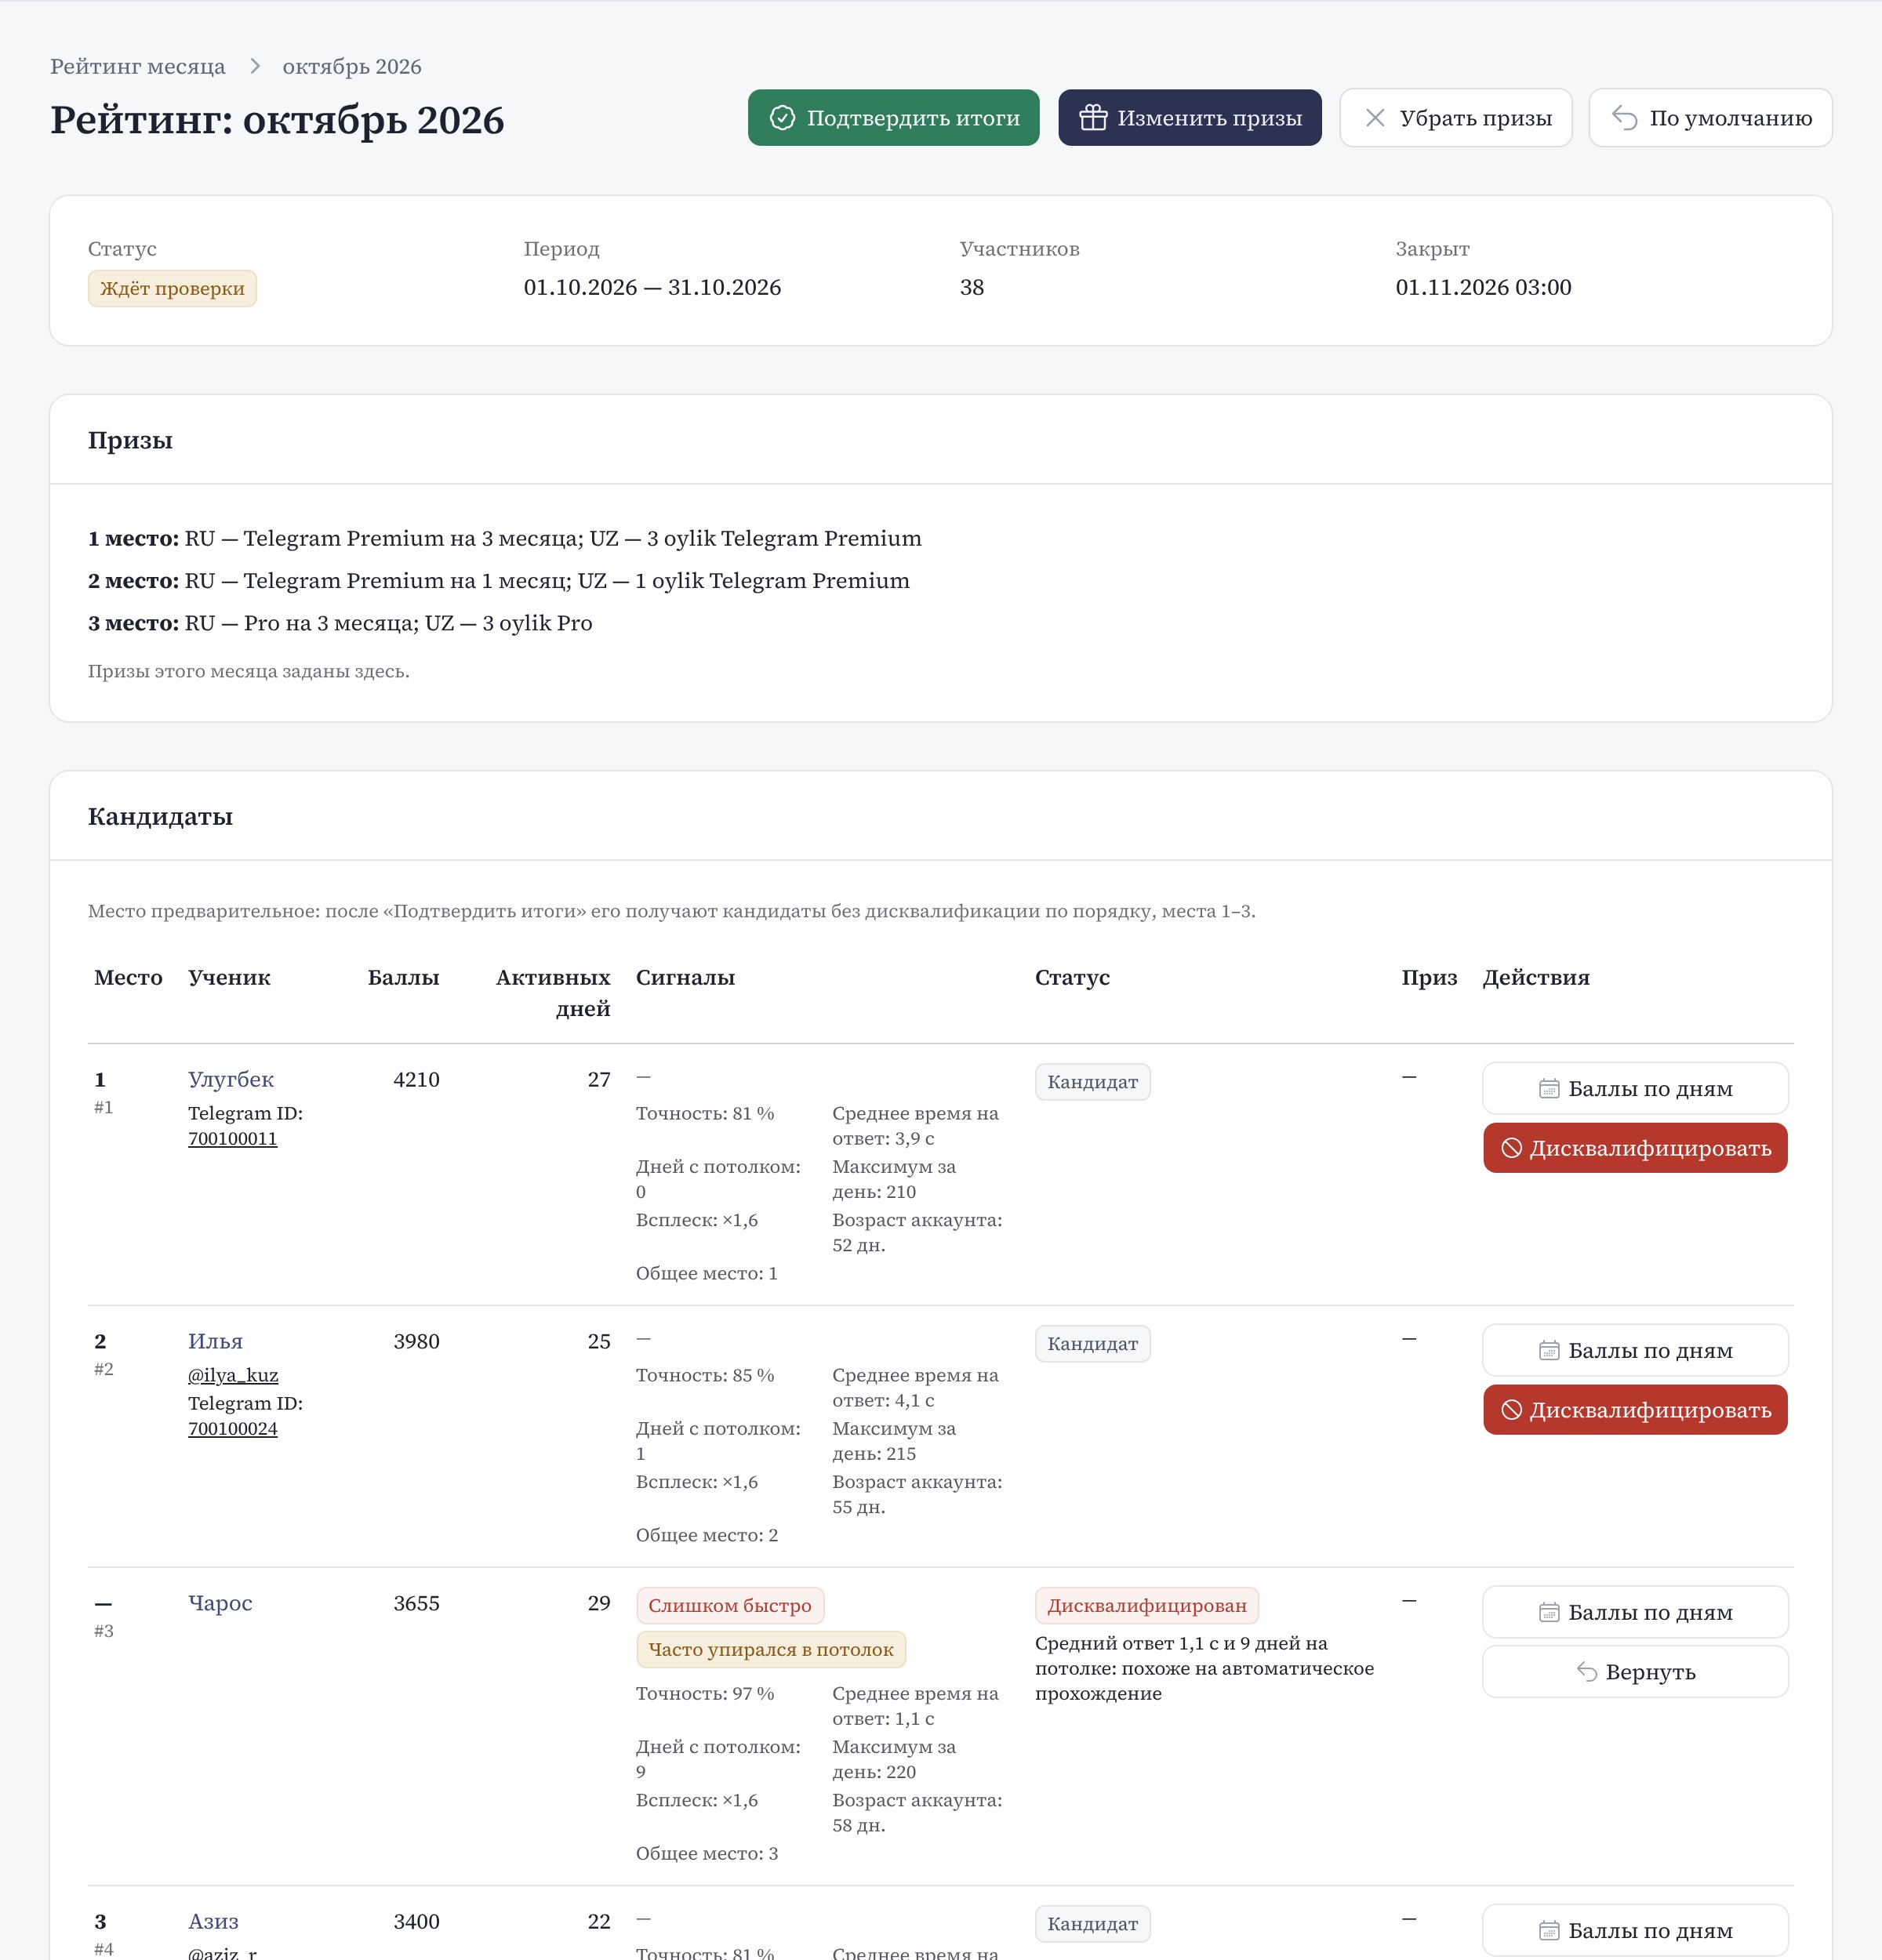 Рейтинг месяца > октябрь 2026
Рейтинг: октябрь 2026
Подтвердить итоги
Изменить призы
Убрать призы
По умолчанию
Статус
Ждёт проверки
Период
01.10.2026 — 31.10.2026
Участников
38
Закрыт
01.11.2026 03:00
Призы
1 место: RU — Telegram Premium на 3 месяца; UZ — 3 oylik Telegram Premium
2 место: RU — Telegram Premium на 1 месяц; UZ — 1 oylik Telegram Premium
3 место: RU — Pro на 3 месяца; UZ — 3 oylik Pro
Призы этого месяца заданы здесь.
Кандидаты
Место предварительное: после «Подтвердить итоги» его получают кандидаты без дисквалификации по порядку, места 1–3.
Место
Ученик
Баллы
Активных
дней
Сигналы
Статус
Приз
Действия
1
#1
Улугбек
Telegram ID:
700100011
4210
27
—
Точность: 81 %
Среднее время на
ответ: 3,9 с
Дней с потолком:
0
Максимум за
день: 210
Всплеск: ×1,6
Возраст аккаунта:
52 дн.
Общее место: 1
Кандидат
—
Баллы по дням
Дисквалифицировать
2
#2
Илья
@ilya_kuz
Telegram ID:
700100024
3980
25
—
Точность: 85 %
Среднее время на
ответ: 4,1 с
Дней с потолком:
1
Максимум за
день: 215
Всплеск: ×1,6
Возраст аккаунта:
55 дн.
Общее место: 2
Кандидат
—
Баллы по дням
Дисквалифицировать
—
#3
Чарос
3655
29
Слишком быстро
Часто упирался в потолок
Точность: 97 %
Среднее время на
ответ: 1,1 с
Дней с потолком:
9
Максимум за
день: 220
Всплеск: ×1,6
Возраст аккаунта:
58 дн.
Общее место: 3
Дисквалифицирован
Средний ответ 1,1 с и 9 дней на
потолке: похоже на автоматическое
прохождение
—
Баллы по дням
Вернуть
3
#4
Азиз
@aziz_r
3400
22
—
Точность: 81 %
Среднее время на
Кандидат
—
Баллы по дням